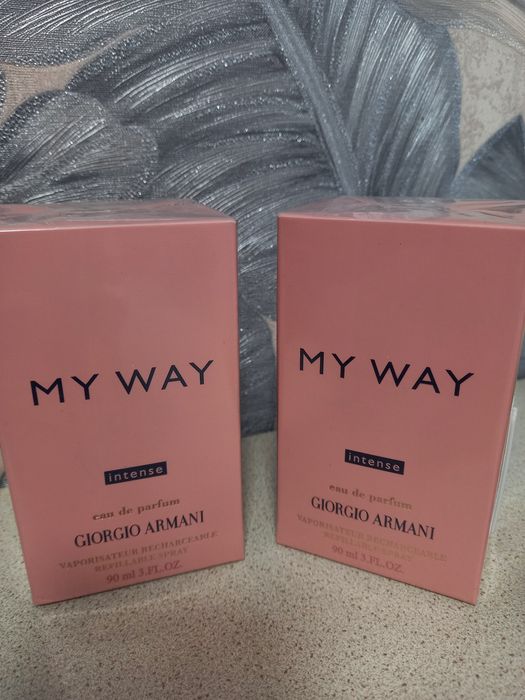 MY WAY
intense
eau de parfum
GIORGIO ARMANI
VAPORISATEUR RECHARGEABLE
REFILLABLE SPRAY
90 ml 3.FL.OZ.
MY WAY
intense
eau de parfum
GIORGIO ARMANI
VAPORISATEUR RECHARGEABLE
REFILLABLE SPRAY
90 ml 3.FL.OZ.